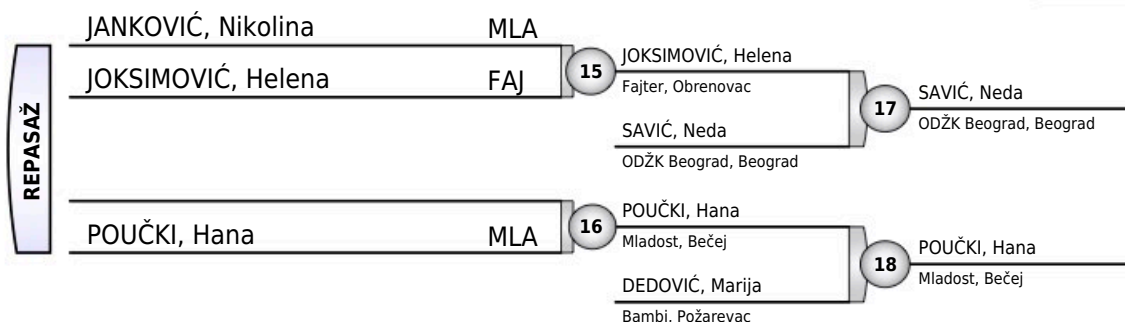 REPASAŽ
JANKOVIĆ, Nikolina MLA
JOKSIMOVIĆ, Helena FAJ
15
JOKSIMOVIĆ, Helena
Fajter, Obrenovac
SAVIĆ, Neda
ODŽK Beograd, Beograd
17
SAVIĆ, Neda
ODŽK Beograd, Beograd
POUČKI, Hana MLA
16
POUČKI, Hana
Mladost, Bečej
DEDOVIĆ, Marija
Bambi, Požarevac
18
POUČKI, Hana
Mladost, Bečej